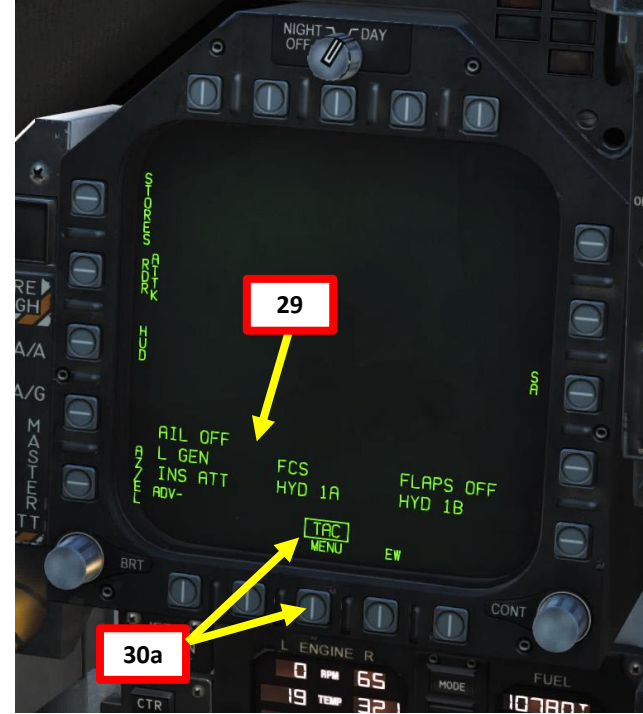 NIGHT DAY
OFF
STORES
RDR ATTK
HUD
29
A/A
A/G
MASTER
SA
AIL OFF
L GEN FCS FLAPS OFF
INS ATT HYD 1A HYD 1B
AZZEL
ADV-
TAC
MENU EW
BRT
CONT
30a
L ENGINE R
0 RPM 65
19 TEMP 321
MODE
FUEL
10780T
CTR